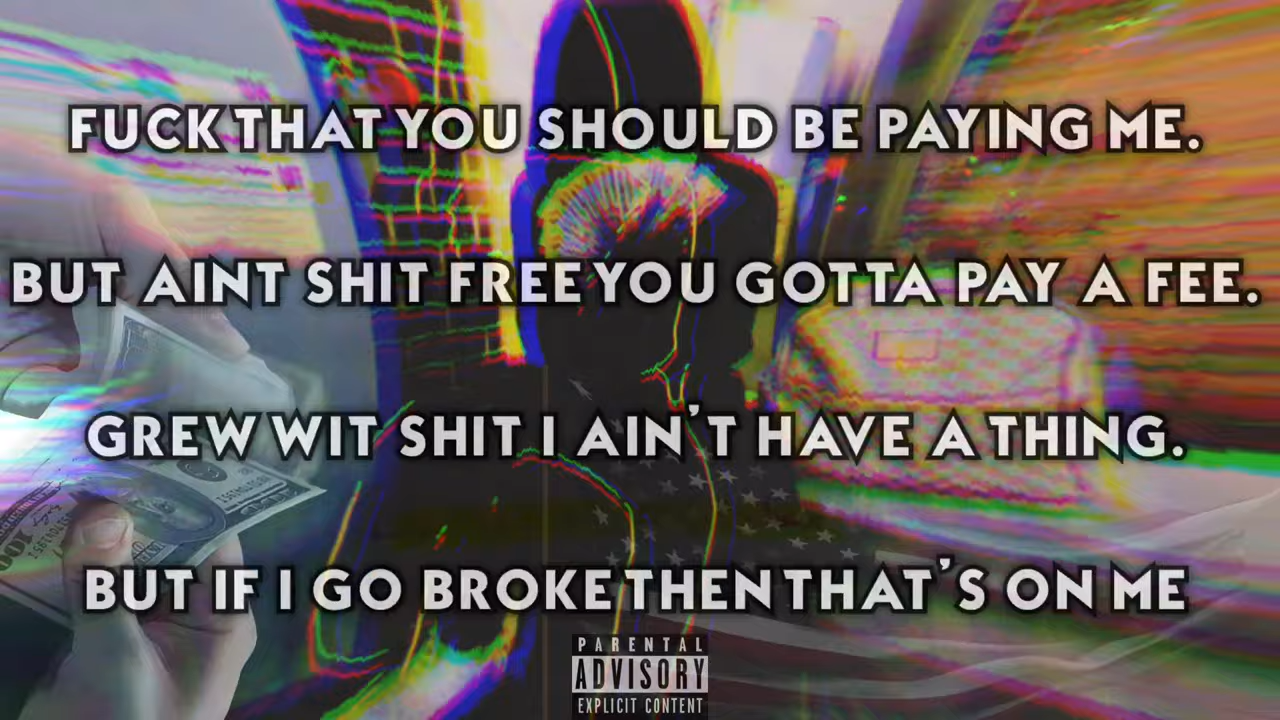 FUCK THAT YOU SHOULD BE PAYING ME.
BUT AINT SHIT FREE YOU GOTTA PAY A FEE.
GREW WIT SHIT I AIN'T HAVE A THING.
BUT IF I GO BROKE THEN THAT'S ON ME
PARENTAL
ADVISORY
EXPLICIT CONTENT